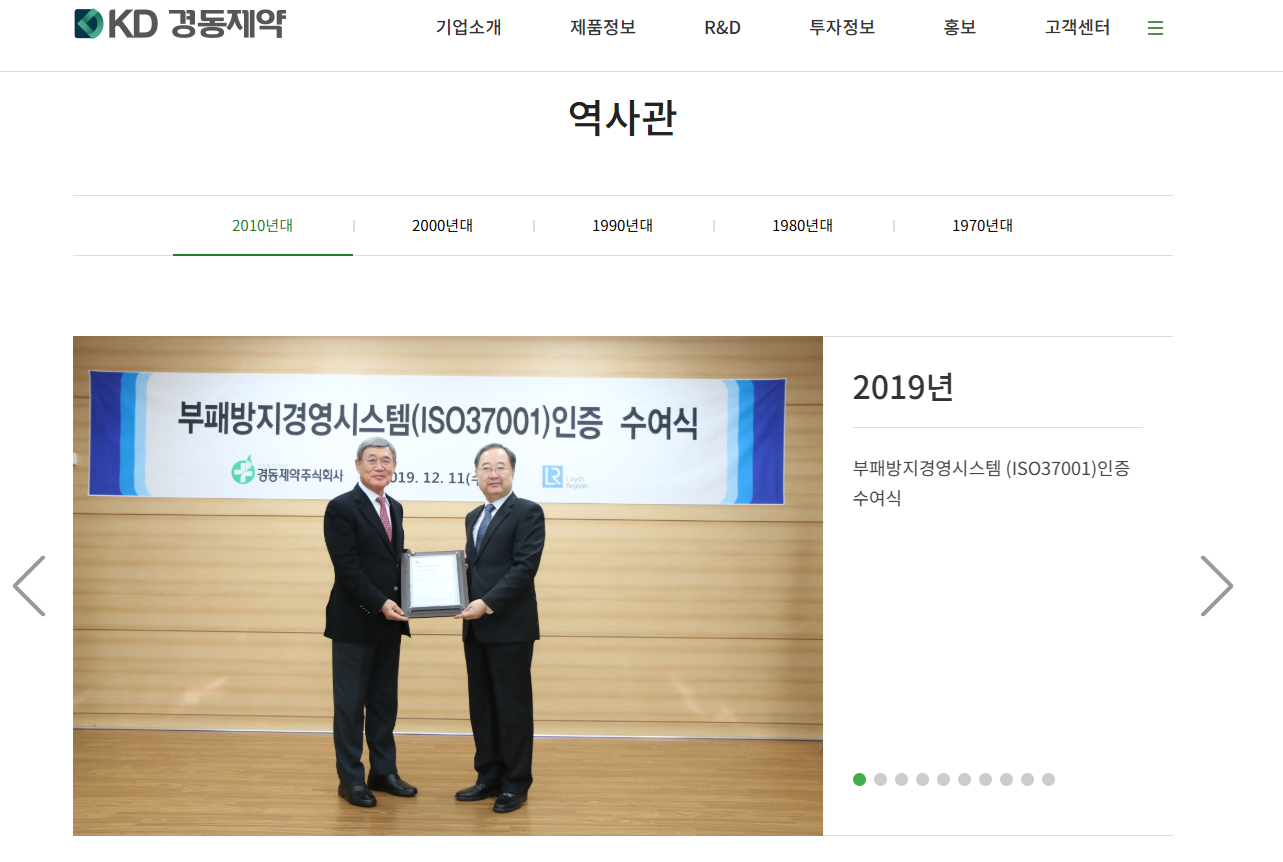 KD 경동제약
기업소개 제품정보 R&D 투자정보 홍보 고객센터
역사관
2010년대 2000년대 1990년대 1980년대 1970년대
부패방지경영시스템(ISO37001)인증 수여식
경동제약주식회사 019. 12. 11(
LR Lloyd's
Register
2019년
부패방지경영시스템 (ISO37001)인증
수여식